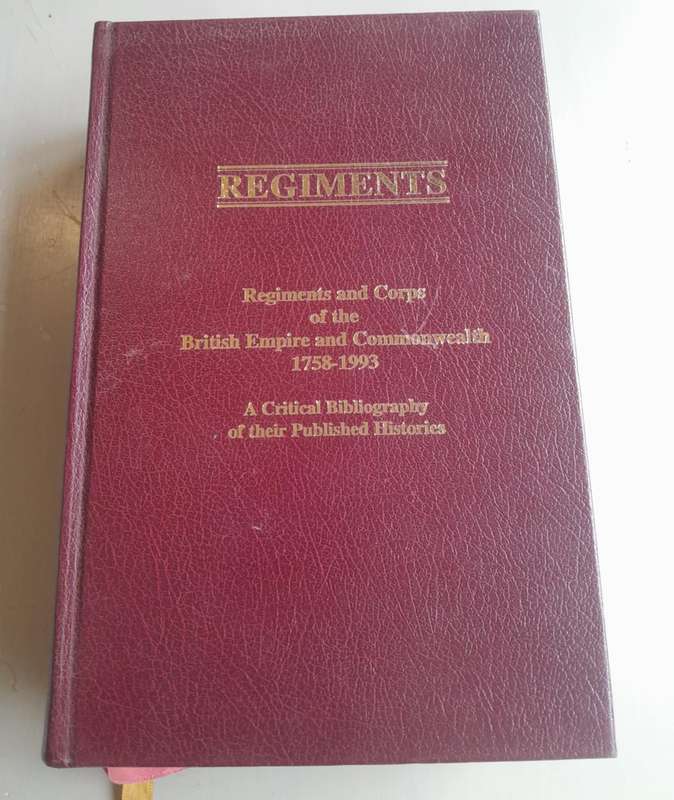 REGIMENTS
Regiments and Corps
of the
British Empire and Commonwealth
1758-1993
A Critical Bibliography
of their Published Histories